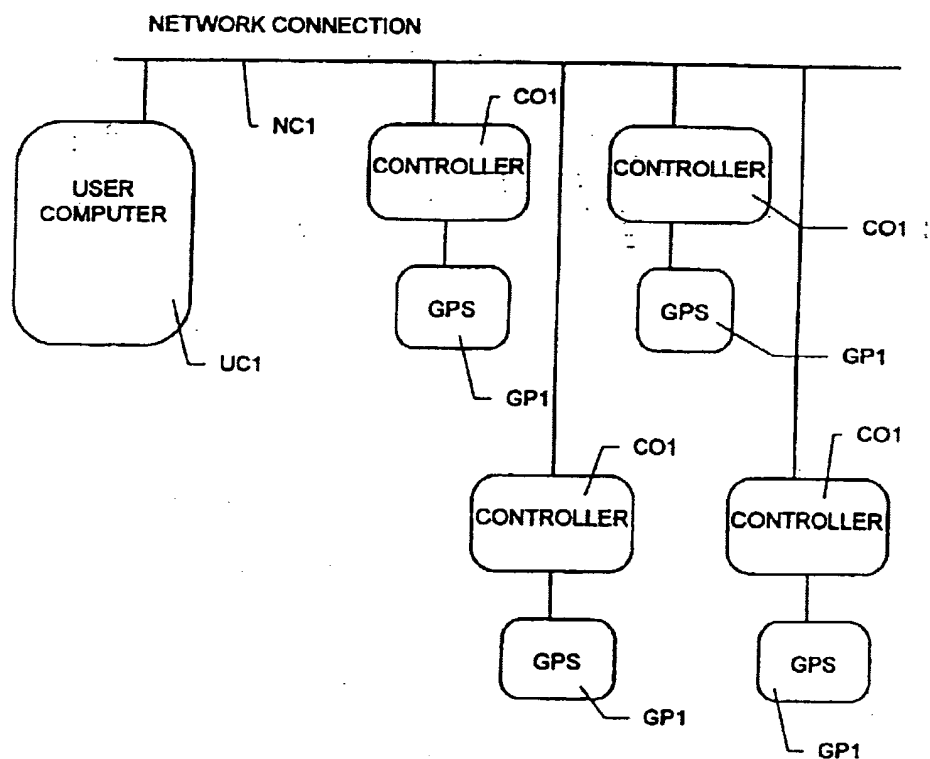 NETWORK CONNECTION
NC1
USER
COMPUTER
UC1
CO1
CONTROLLER
GPS
GP1
CONTROLLER
CO1
GPS
GP1
CO1
CONTROLLER
GPS
GP1
CO1
CONTROLLER
GPS
GP1